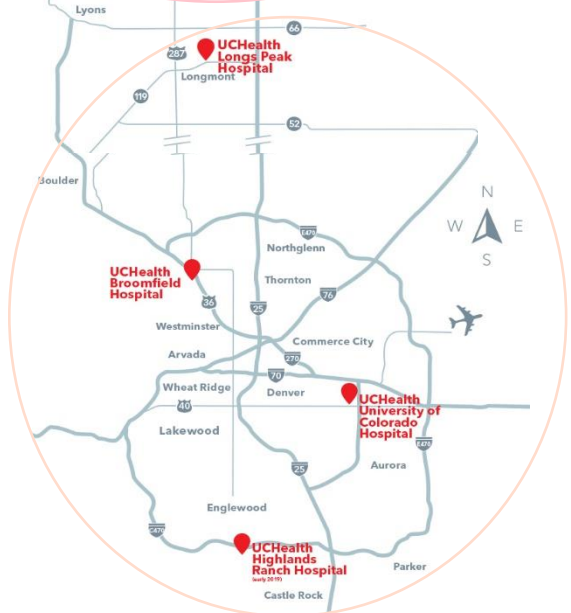 Lyons
66
287
UCHealth
Longs Peak
Hospital
Longmont
119
52
Boulder
N
W E
S
E470
Northglenn
UCHealth
Broomfield
Hospital
Thornton
76
36
25
Westminster
Commerce City
Arvada
270
70
Wheat Ridge
Denver
UCHealth
University of
Colorado
Hospital
40
Lakewood
E470
25
Aurora
Englewood
C470
UCHealth
Highlands
Ranch Hospital
(early 2019)
Parker
Castle Rock